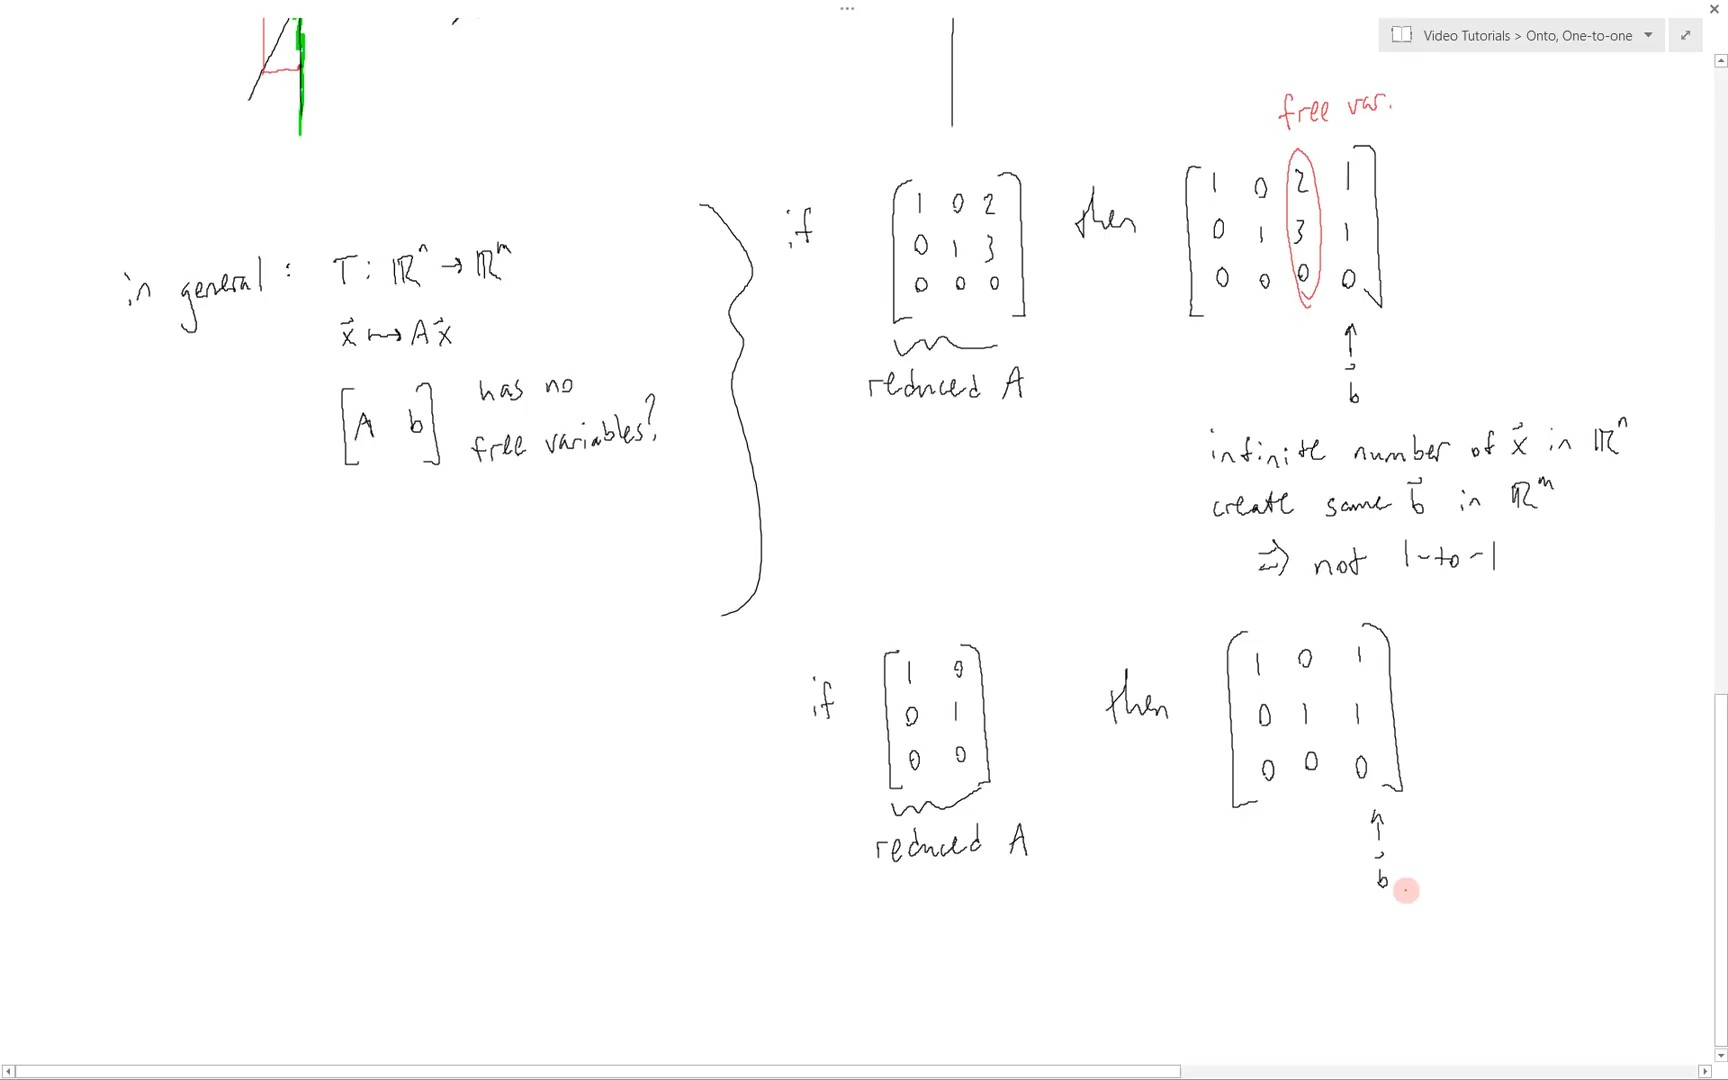 Video Tutorials > Onto, One-to-one
free var.
if [1 0 2 then [1 0 2 1
0 1 3 0 1 3 1
0 0 0] 0 0 0 0]
in general : T : ℝⁿ → ℝᵐ
x⃗ ↦ Ax⃗
[A b] has no
free variables?
reduced A
b⃗
infinite number of x⃗ in ℝⁿ
create same b⃗ in ℝᵐ
⇒ not 1-to-1
if [1 0 then [1 0 1
0 1 0 1 1
0 0] 0 0 0]
reduced A
b⃗